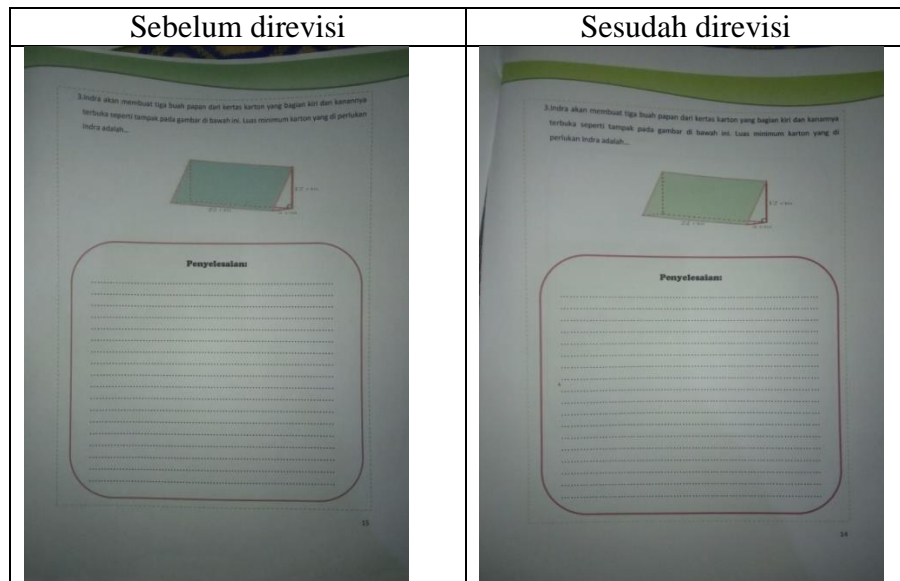 Sebelum direvisi
Sesudah direvisi
3.Indra akan membuat tiga buah papan dari kertas karton yang bagian kiri dan kanannya
terbuka seperti tampak pada gambar di bawah ini. Luas minimum karton yang di perlukan
Indra adalah...
Penyelesaian:
15
3.Indra akan membuat tiga buah papan dari kertas karton yang bagian kiri dan kanannya
terbuka seperti tampak pada gambar di bawah ini. Luas minimum karton yang di
perlukan Indra adalah...
Penyelesaian:
14